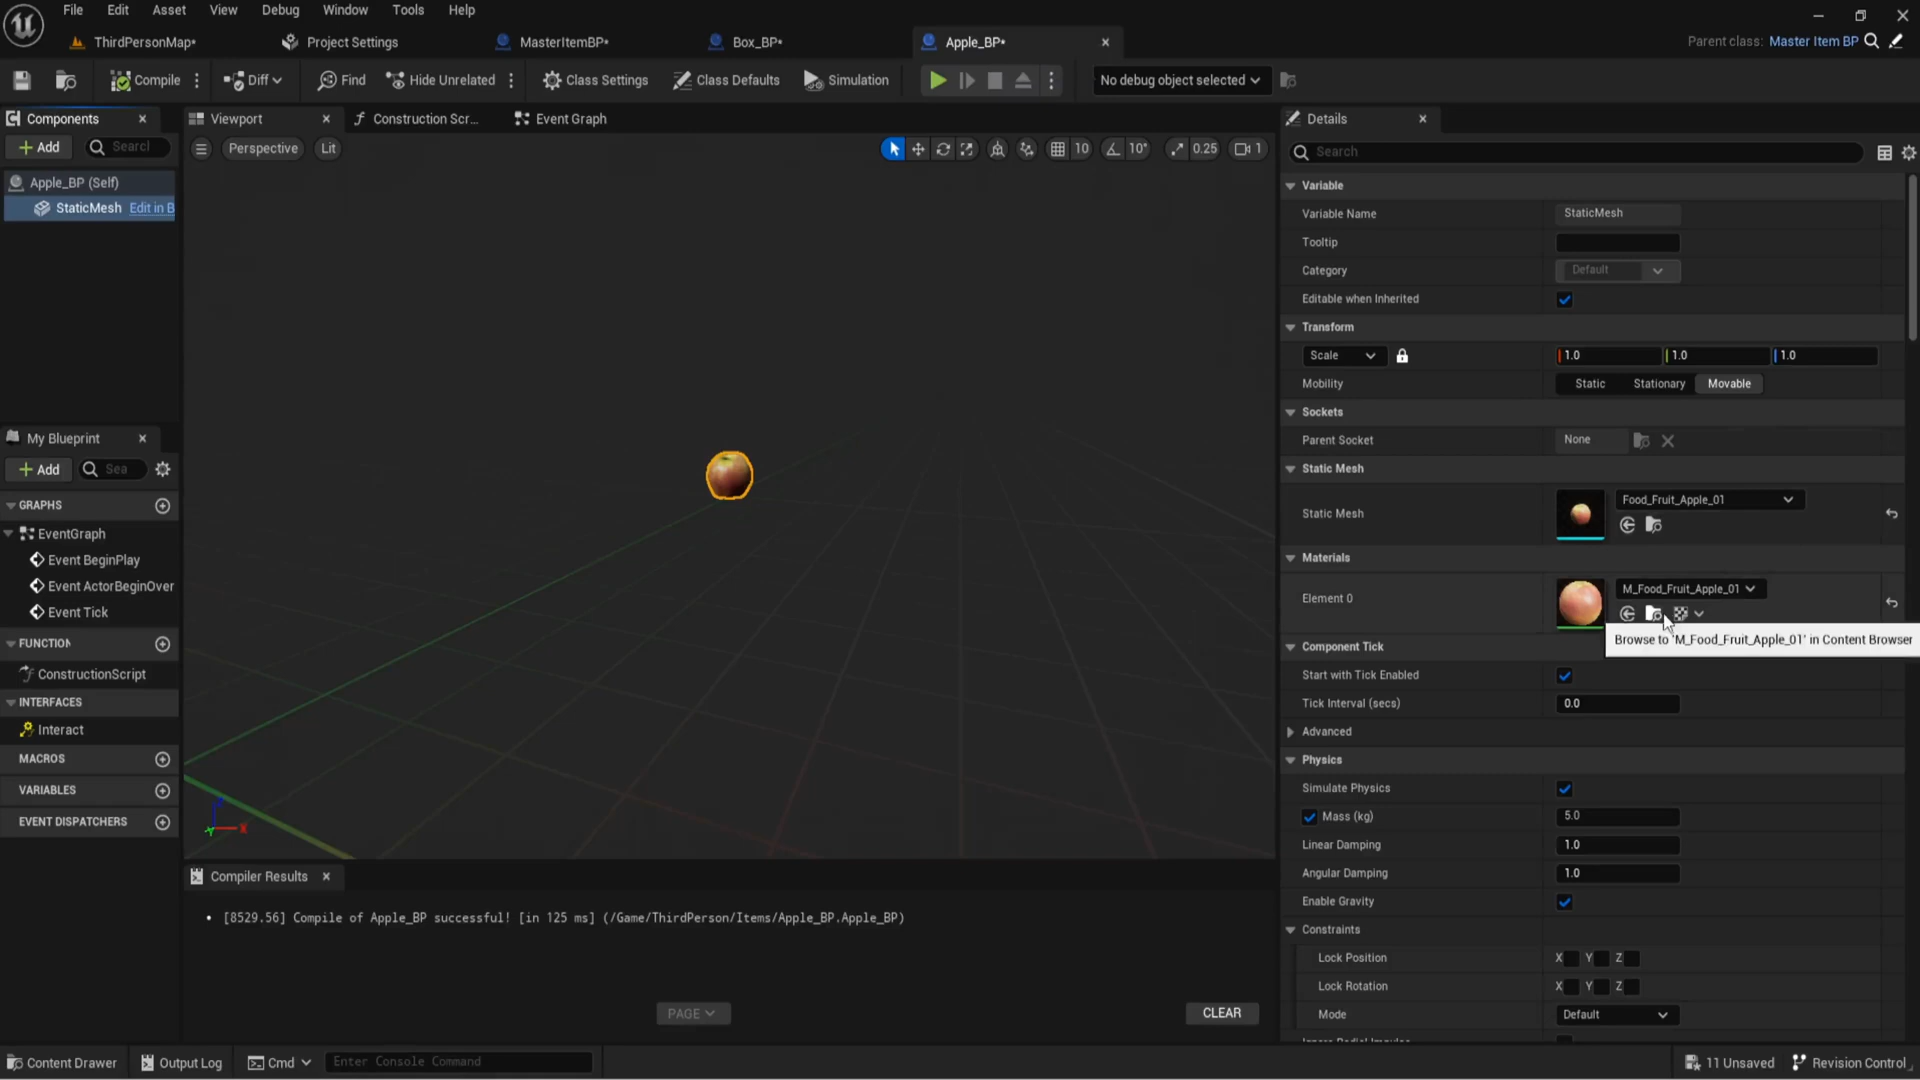 File Edit Asset View Debug Window Tools Help
ThirdPersonMap* Project Settings MasterItemBP* Box_BP* Apple_BP*
Parent class: Master Item BP
Compile Diff Find Hide Unrelated Class Settings Class Defaults Simulation No debug object selected
Components
Add Search
Apple_BP (Self)
StaticMesh Edit in B
My Blueprint
Add Sea
GRAPHS
EventGraph
Event BeginPlay
Event ActorBeginOver
Event Tick
FUNCTION
ConstructionScript
INTERFACES
Interact
MACROS
VARIABLES
EVENT DISPATCHERS
Viewport Construction Scr... Event Graph
Perspective Lit 10 10° 0.25 1
X
Compiler Results
• [8529.56] Compile of Apple_BP successful! [in 125 ms] (/Game/ThirdPerson/Items/Apple_BP.Apple_BP)
PAGE CLEAR
Details
Search
Variable
Variable Name StaticMesh
Tooltip
Category Default
Editable when Inherited
Transform
Scale 1.0 1.0 1.0
Mobility Static Stationary Movable
Sockets
Parent Socket None
Static Mesh
Static Mesh Food_Fruit_Apple_01
Materials
Element 0 M_Food_Fruit_Apple_01
Browse to 'M_Food_Fruit_Apple_01' in Content Browser
Component Tick
Start with Tick Enabled
Tick Interval (secs) 0.0
Advanced
Physics
Simulate Physics
Mass (kg) 5.0
Linear Damping 1.0
Angular Damping 1.0
Enable Gravity
Constraints
Lock Position X Y Z
Lock Rotation X Y Z
Mode Default
Ignore Radial Impulse
Content Drawer Output Log Cmd Enter Console Command 11 Unsaved Revision Control